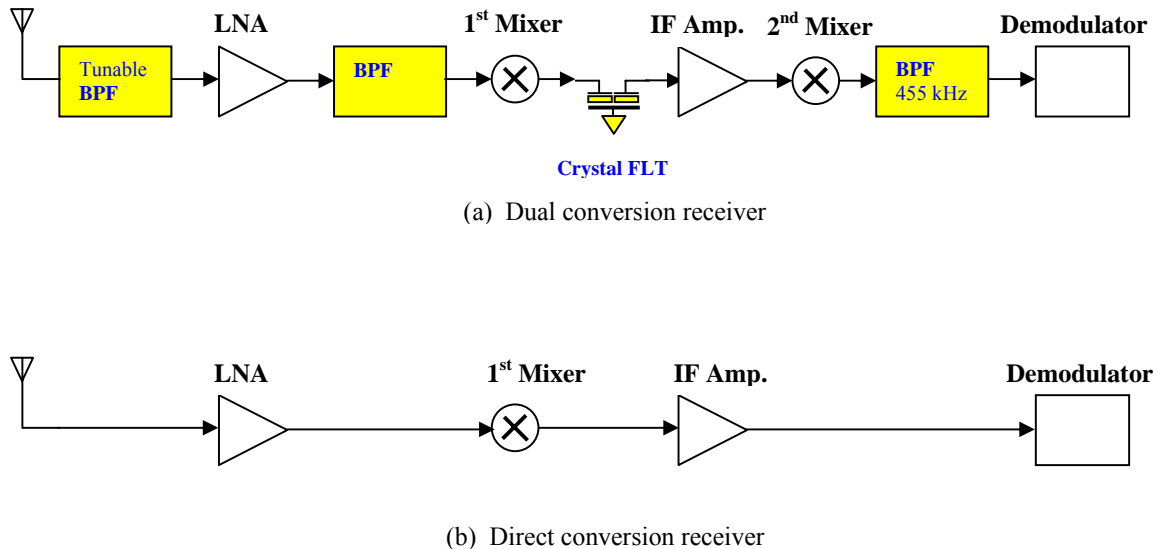 LNA
1st Mixer
IF Amp.
2nd Mixer
Demodulator
Tunable
BPF
BPF
BPF
455 kHz
Crystal FLT
(a) Dual conversion receiver
LNA
1st Mixer
IF Amp.
Demodulator
(b) Direct conversion receiver